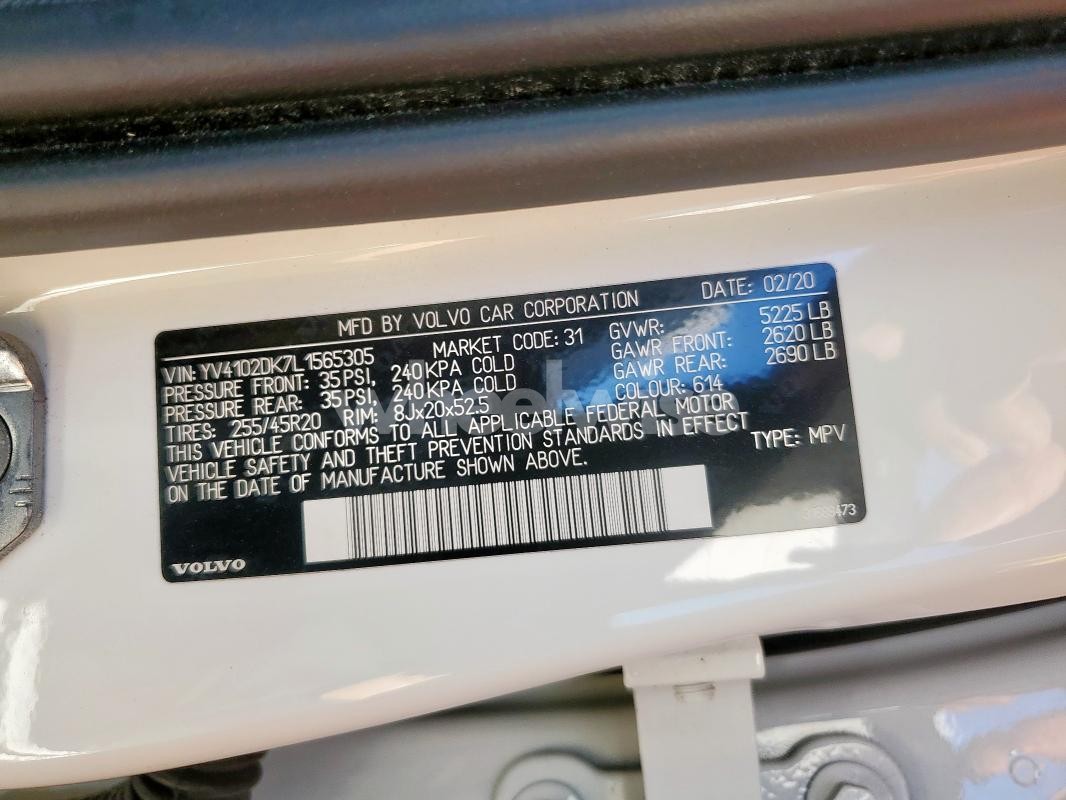 MFD BY VOLVO CAR CORPORATION DATE: 02/20
VIN: YV4102DK7L1565305 MARKET CODE: 31 GVWR: 5225 LB
PRESSURE FRONT: 35 PSI, 240 KPA COLD GAWR FRONT: 2620 LB
PRESSURE REAR: 35 PSI, 240 KPA COLD GAWR REAR: 2690 LB
TIRES: 255/45R20 RIM: 8Jx20x52.5 COLOUR: 614
THIS VEHICLE CONFORMS TO ALL APPLICABLE FEDERAL MOTOR
VEHICLE SAFETY AND THEFT PREVENTION STANDARDS IN EFFECT
ON THE DATE OF MANUFACTURE SHOWN ABOVE. TYPE: MPV
VOLVO